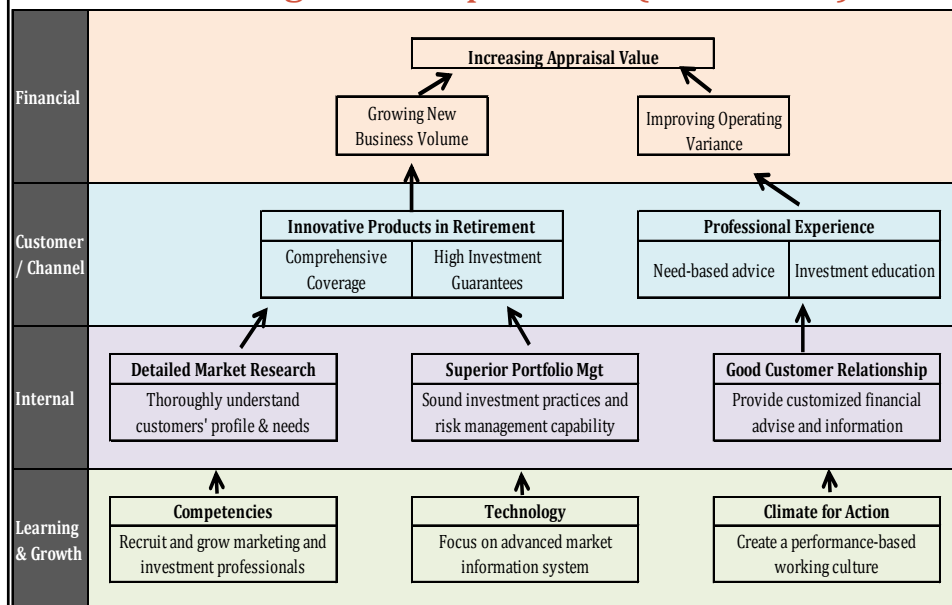 Increasing Appraisal Value
Financial
Growing New
Business Volume
Improving Operating
Variance
Customer
/ Channel
Innovative Products in Retirement
Comprehensive
Coverage
High Investment
Guarantees
Professional Experience
Need-based advice
Investment education
Internal
Detailed Market Research
Thoroughly understand
customers' profile & needs
Superior Portfolio Mgt
Sound investment practices and
risk management capability
Good Customer Relationship
Provide customized financial
advise and information
Learning
& Growth
Competencies
Recruit and grow marketing and
investment professionals
Technology
Focus on advanced market
information system
Climate for Action
Create a performance-based
working culture